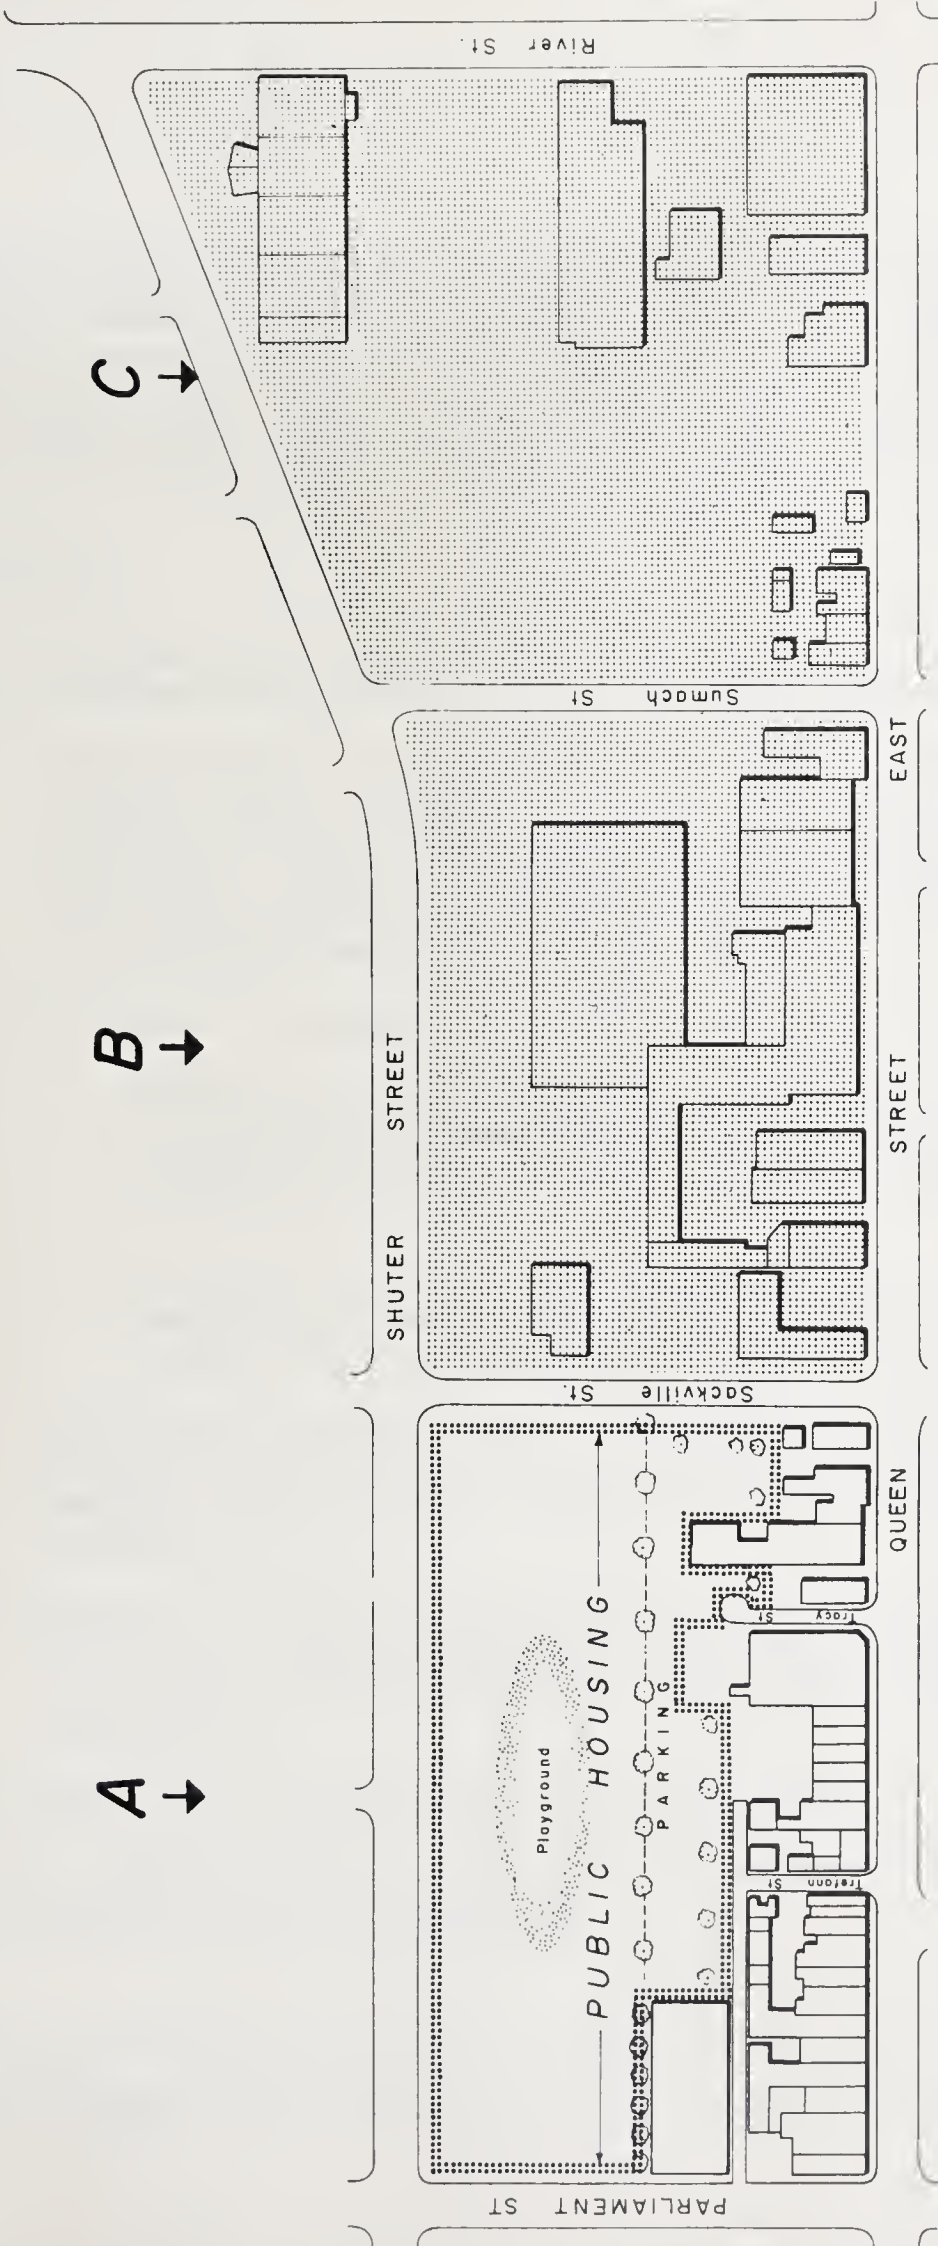 A
B
C
SHUTER STREET
PARLIAMENT ST
Sackville St.
Sumach St
River St.
PUBLIC HOUSING
Playground
PARKING
Trefann St
Tracy St
QUEEN STREET EAST